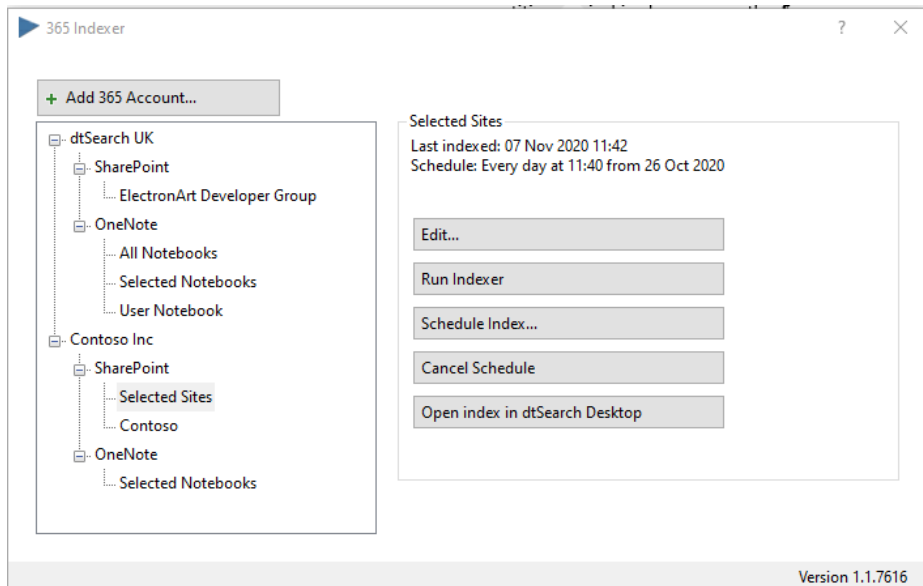 365 Indexer
? ×
+ Add 365 Account...
dtSearch UK
SharePoint
ElectronArt Developer Group
OneNote
All Notebooks
Selected Notebooks
User Notebook
Contoso Inc
SharePoint
Selected Sites
Contoso
OneNote
Selected Notebooks
Selected Sites
Last indexed: 07 Nov 2020 11:42
Schedule: Every day at 11:40 from 26 Oct 2020
Edit...
Run Indexer
Schedule Index...
Cancel Schedule
Open index in dtSearch Desktop
Version 1.1.7616